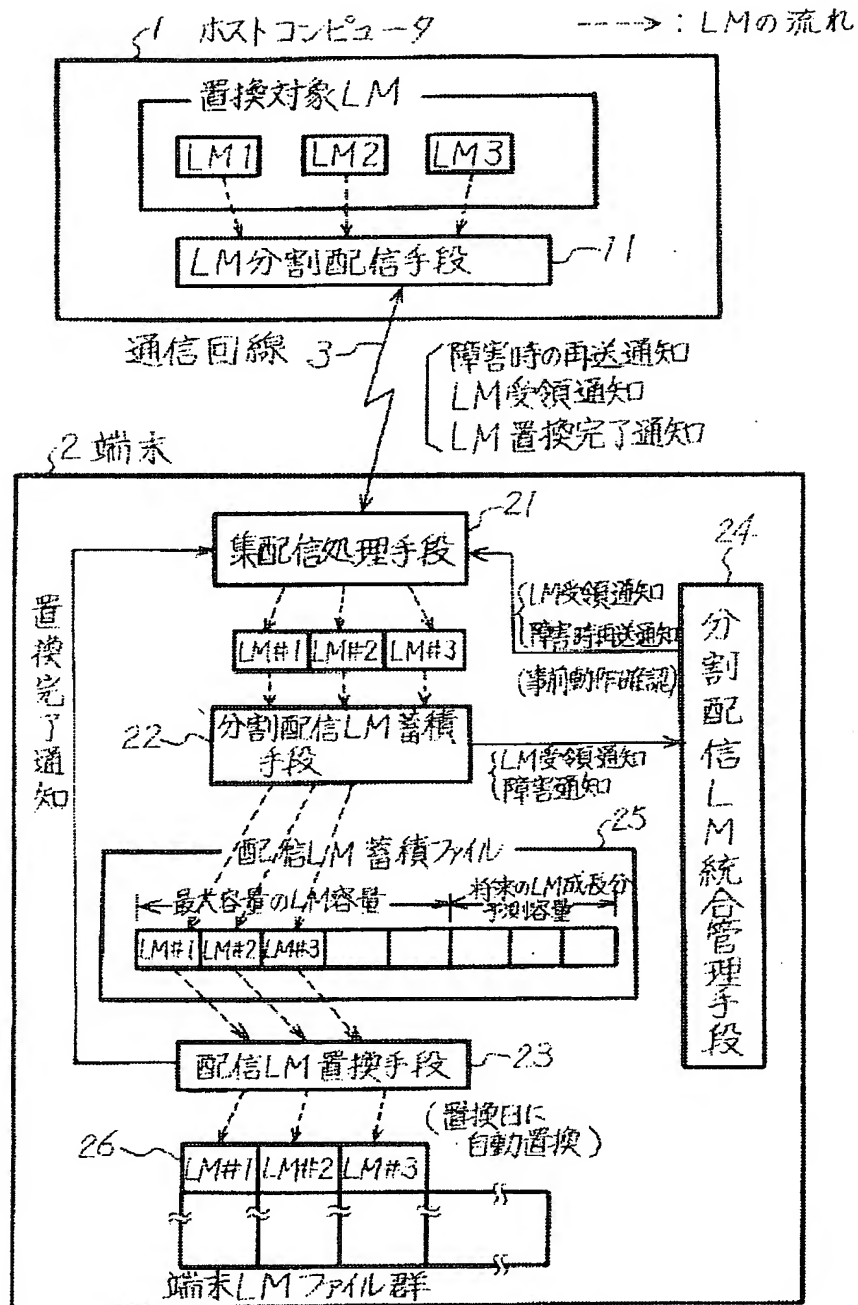 1 ホストコンピュータ
----> : LMの流れ
置換対象LM
LM1 LM2 LM3
LM分割配信手段
11
通信回線 3
障害時の再送通知
LM受領通知
LM置換完了通知
2 端末
21
集配信処理手段
24
置換完了通知
LM受領通知
障害時再送通知
(事前動作確認)
LM#1 LM#2 LM#3
22
分割配信LM蓄積
手段
LM受領通知
障害通知
分割配信LM統合管理手段
25
配信LM蓄積ファイル
最大容量のLM容量
将来のLM成長分
予測容量
LM#1 LM#2 LM#3
配信LM置換手段
23
(置換日に
自動置換)
26
LM#1 LM#2 LM#3
端末LMファイル群